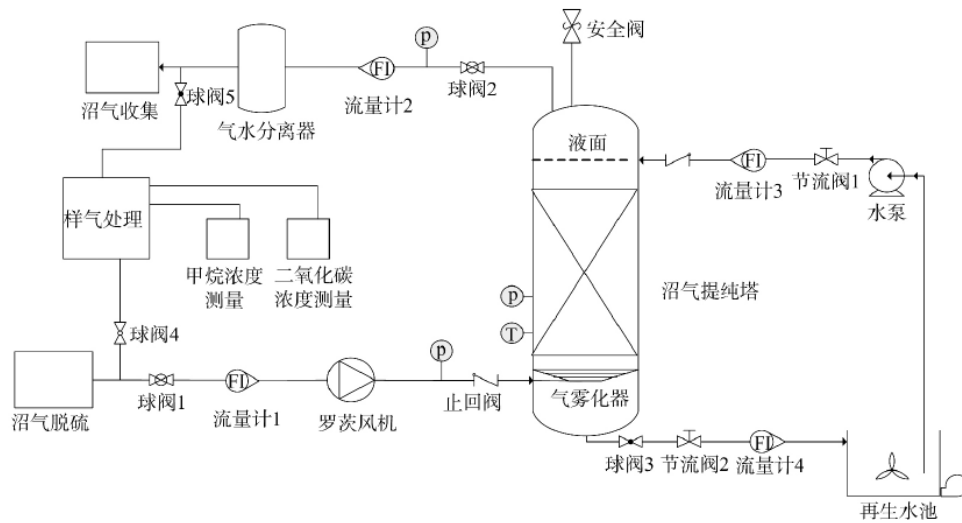 安全阀
p
FI
球阀2
流量计2
沼气收集
球阀5
气水分离器
液面
FI
流量计3
节流阀1
水泵
样气处理
甲烷浓度
测量
二氧化碳
浓度测量
沼气提纯塔
p
T
球阀4
p
FI
球阀1
流量计1
罗茨风机
止回阀
气雾化器
沼气脱硫
FI
球阀3
节流阀2
流量计4
再生水池